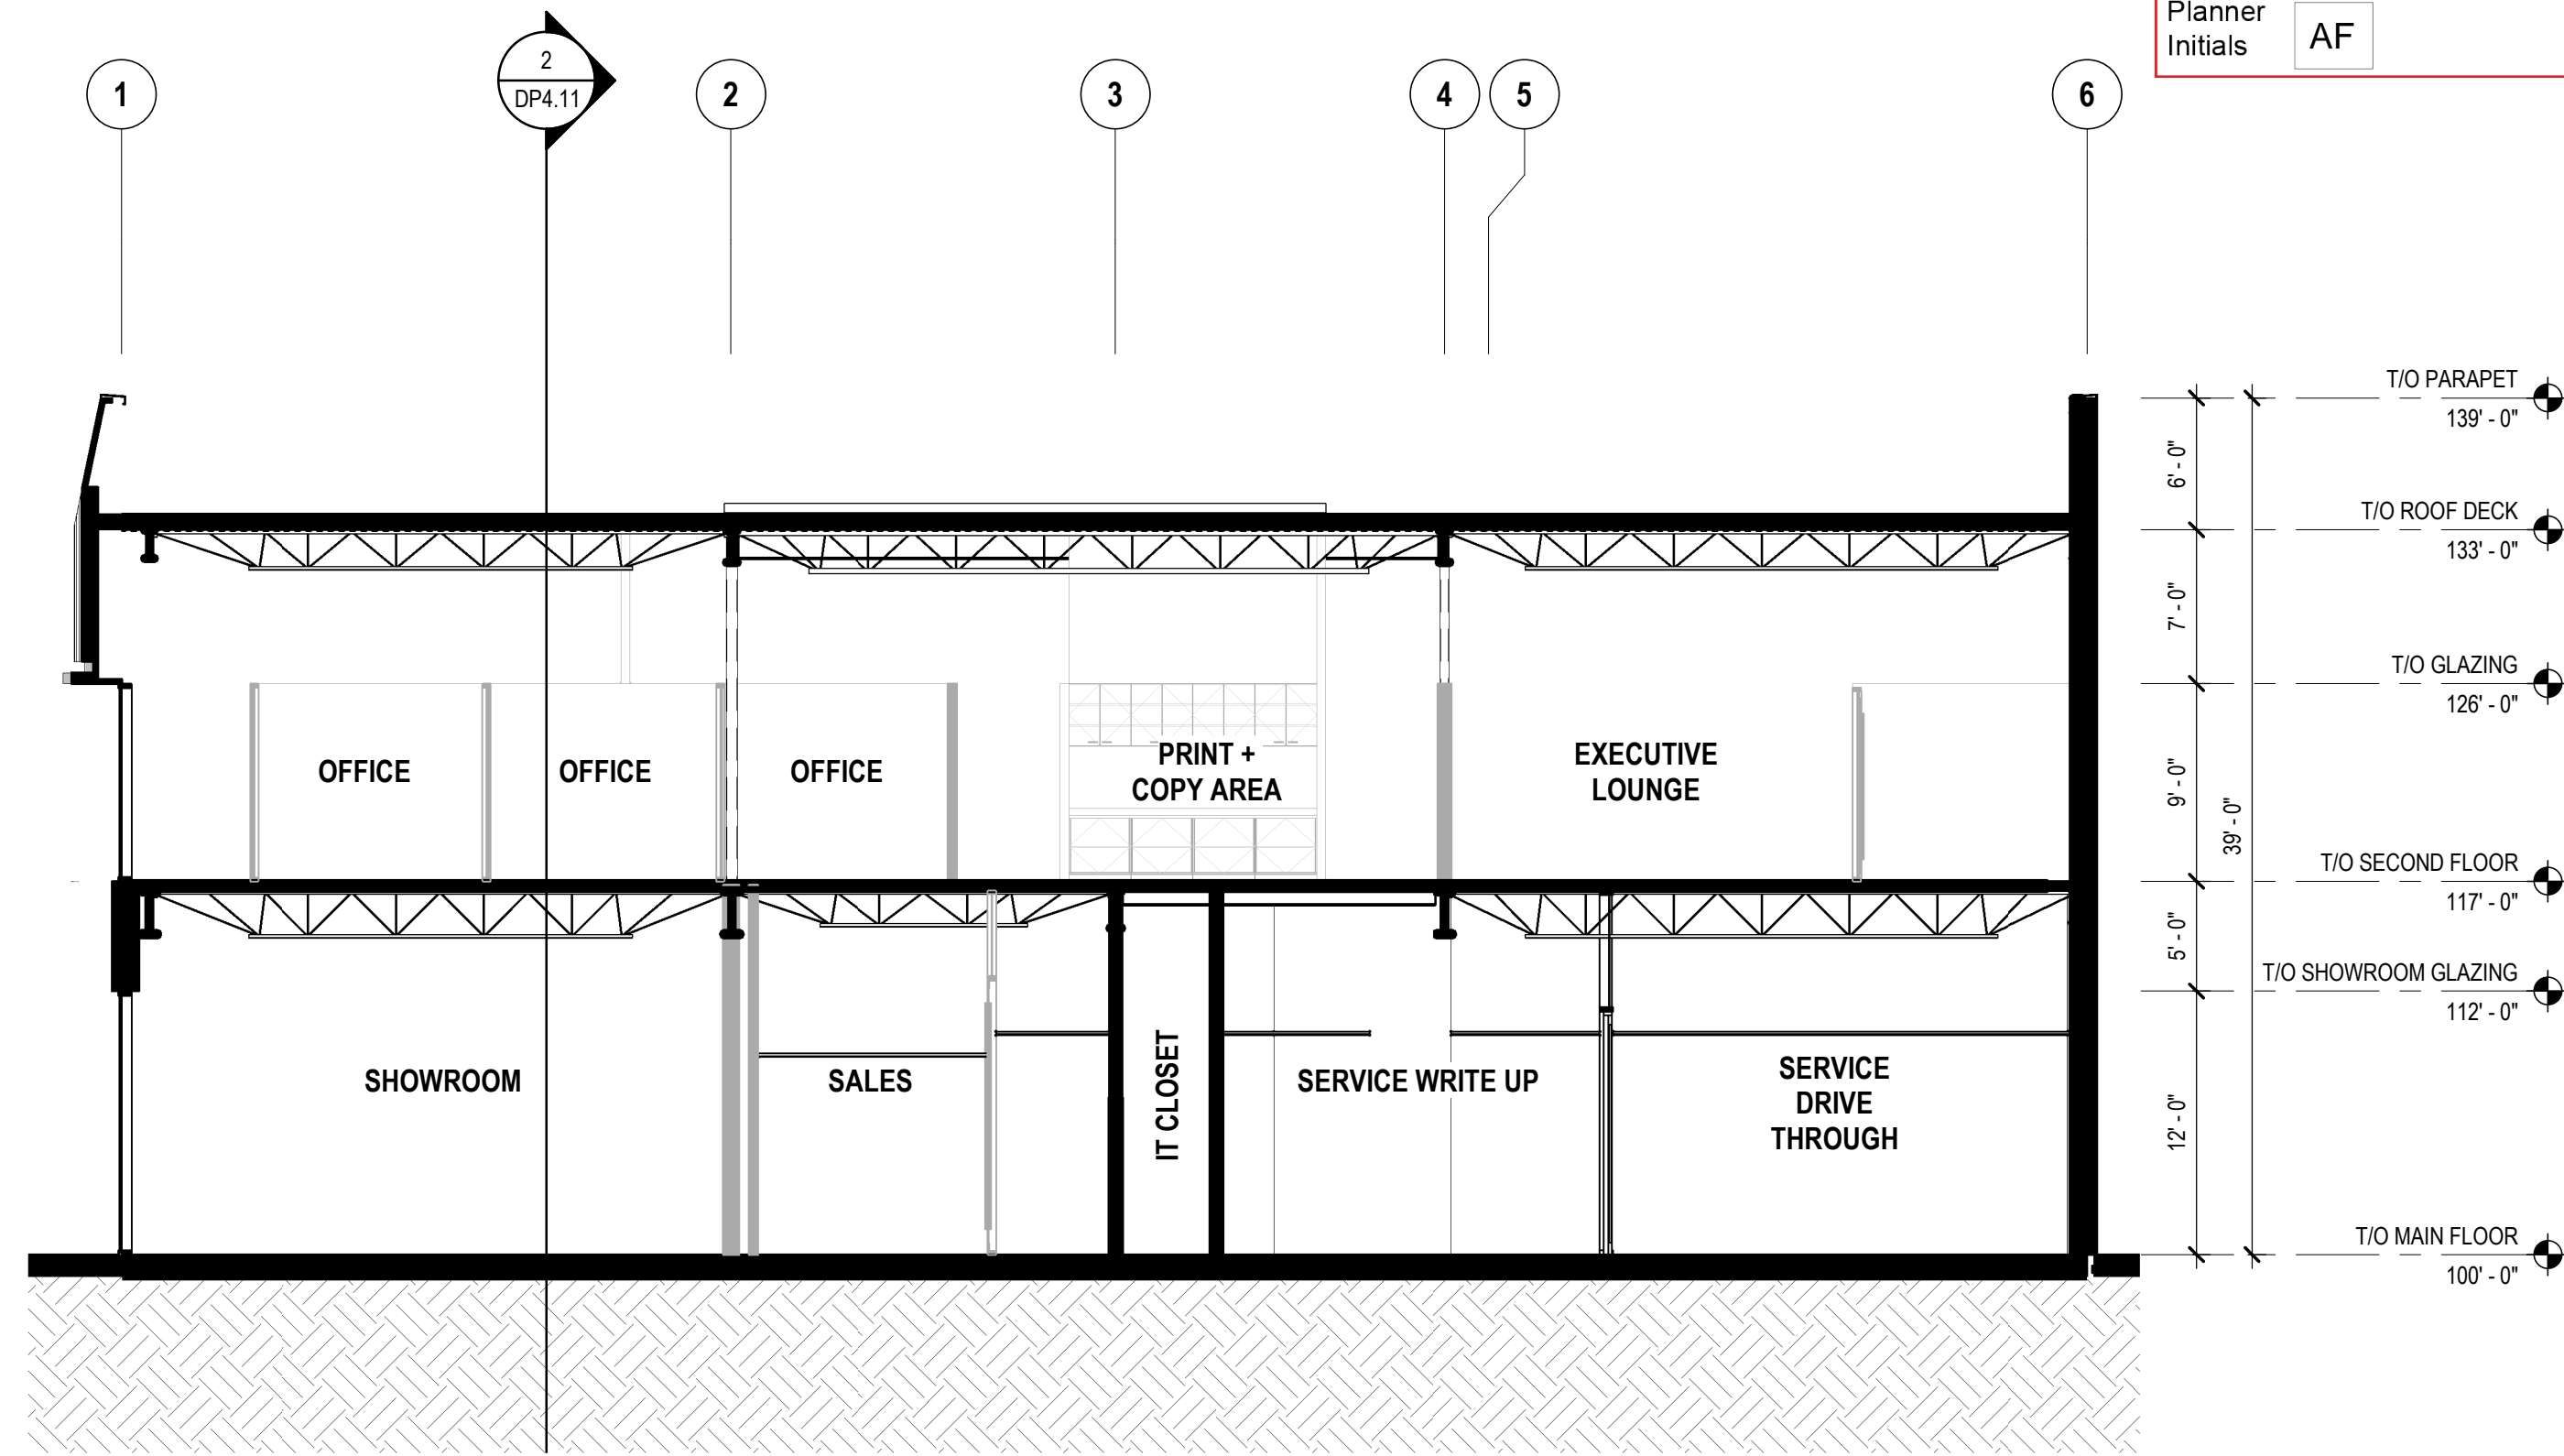 Planner
Initials
AF
1
2
DP4.11
2
3
4
5
6
T/O PARAPET
139' - 0"
6' - 0"
T/O ROOF DECK
133' - 0"
7' - 0"
T/O GLAZING
126' - 0"
OFFICE
OFFICE
OFFICE
PRINT +
COPY AREA
EXECUTIVE
LOUNGE
9' - 0"
39' - 0"
T/O SECOND FLOOR
117' - 0"
5' - 0"
T/O SHOWROOM GLAZING
112' - 0"
SHOWROOM
SALES
IT CLOSET
SERVICE WRITE UP
SERVICE
DRIVE
THROUGH
12' - 0"
T/O MAIN FLOOR
100' - 0"